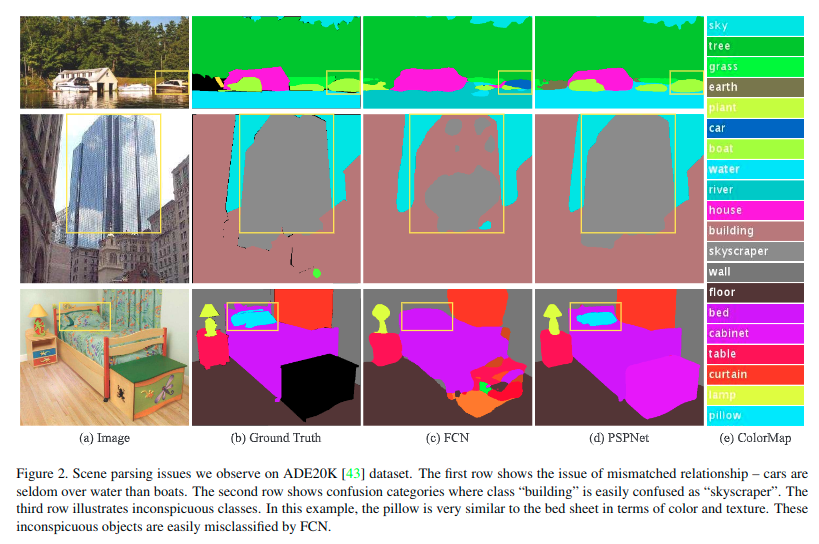 sky
tree
grass
earth
plant
car
boat
water
river
house
building
skyscraper
wall
floor
bed
cabinet
table
curtain
lamp
pillow
(a) Image
(b) Ground Truth
(c) FCN
(d) PSPNet
(e) ColorMap
Figure 2. Scene parsing issues we observe on ADE20K [43] dataset. The first row shows the issue of mismatched relationship – cars are
seldom over water than boats. The second row shows confusion categories where class “building” is easily confused as “skyscraper”. The
third row illustrates inconspicuous classes. In this example, the pillow is very similar to the bed sheet in terms of color and texture. These
inconspicuous objects are easily misclassified by FCN.